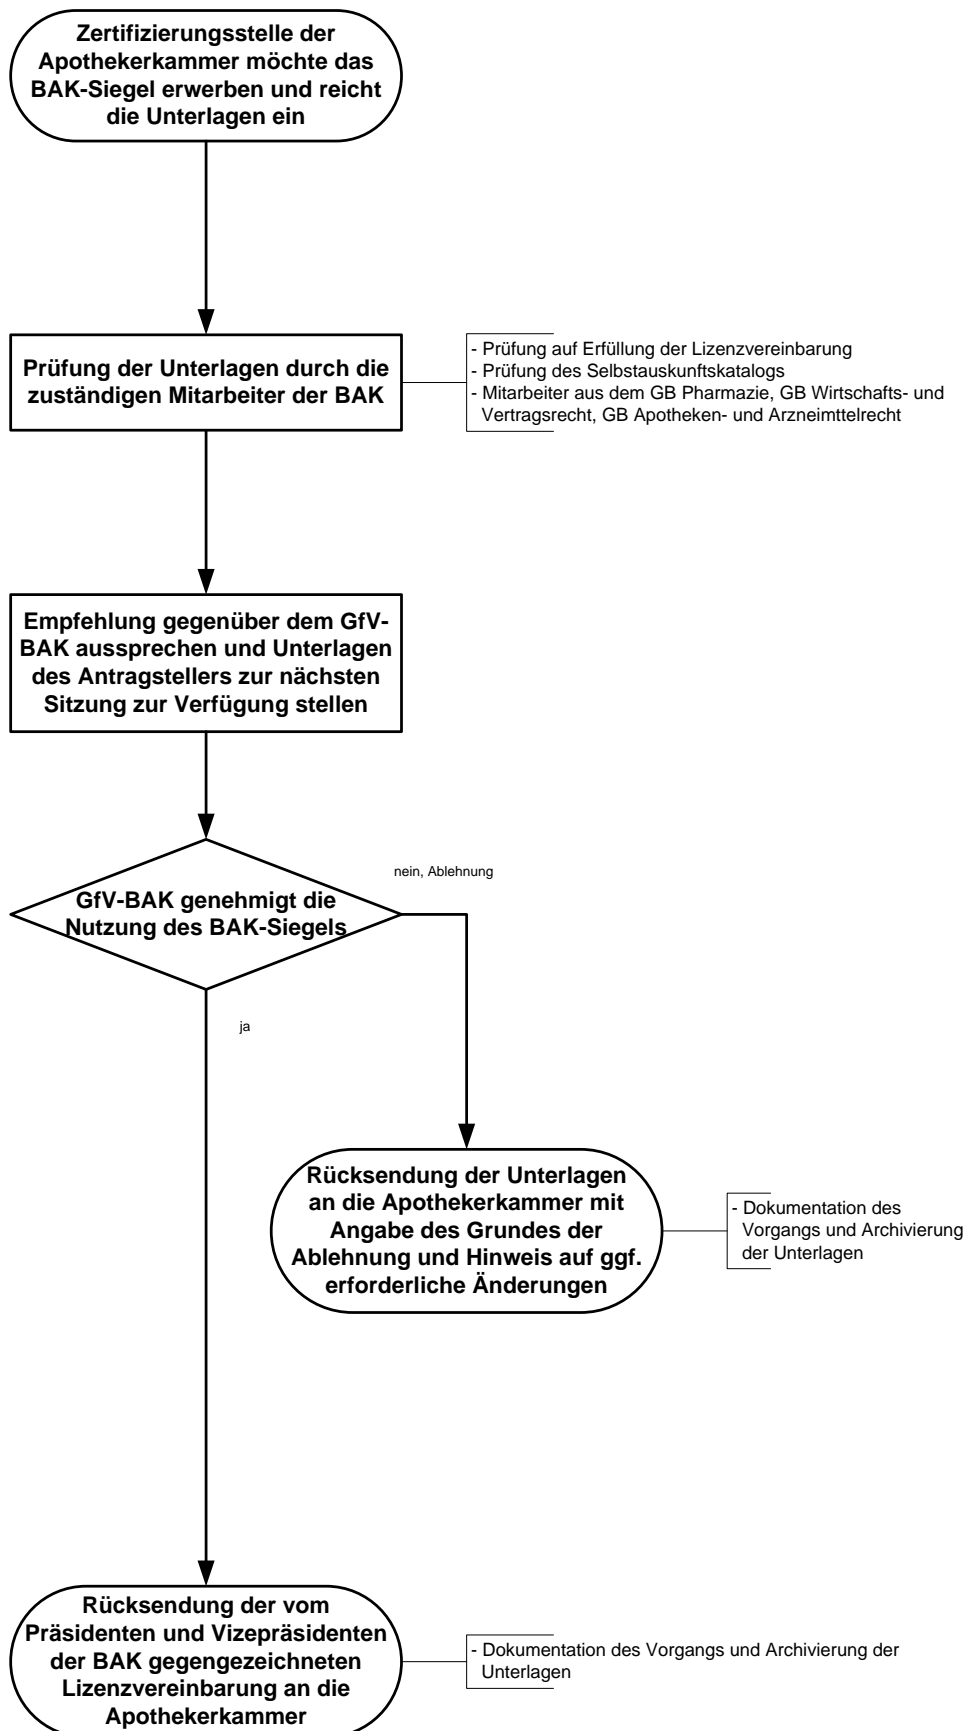 Zertifizierungsstelle der
Apothekerkammer möchte das
BAK-Siegel erwerben und reicht
die Unterlagen ein
Prüfung der Unterlagen durch die
zuständigen Mitarbeiter der BAK
- Prüfung auf Erfüllung der Lizenzvereinbarung
- Prüfung des Selbstauskunftskatalogs
- Mitarbeiter aus dem GB Pharmazie, GB Wirtschafts- und
Vertragsrecht, GB Apotheken- und Arzneimttelrecht
Empfehlung gegenüber dem GfV-
BAK aussprechen und Unterlagen
des Antragstellers zur nächsten
Sitzung zur Verfügung stellen
nein, Ablehnung
GfV-BAK genehmigt die
Nutzung des BAK-Siegels
ja
Rücksendung der Unterlagen
an die Apothekerkammer mit
Angabe des Grundes der
Ablehnung und Hinweis auf ggf.
erforderliche Änderungen
- Dokumentation des
Vorgangs und Archivierung
der Unterlagen
Rücksendung der vom
Präsidenten und Vizepräsidenten
der BAK gegengezeichneten
Lizenzvereinbarung an die
Apothekerkammer
- Dokumentation des Vorgangs und Archivierung der
Unterlagen